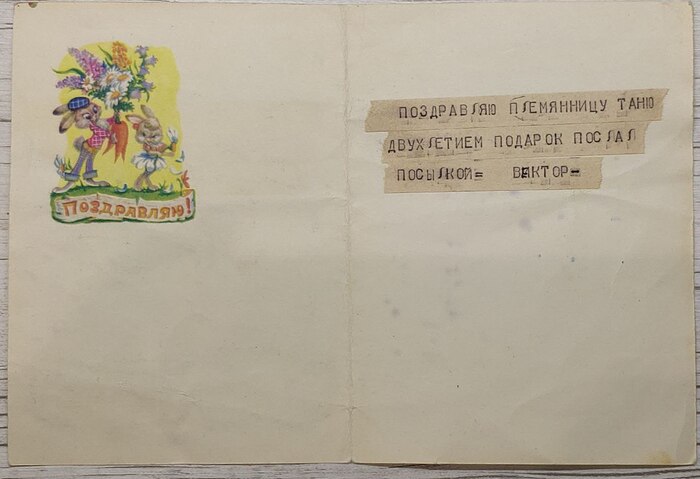 Поздравляю!
ПОЗДРАВЛЯЮ ПЛЕМЯННИЦУ ТАНЮ
ДВУХЛЕТИЕМ ПОДАРОК ПОСЛАЛ
ПОСЫЛКОЙ= ВИКТОР=